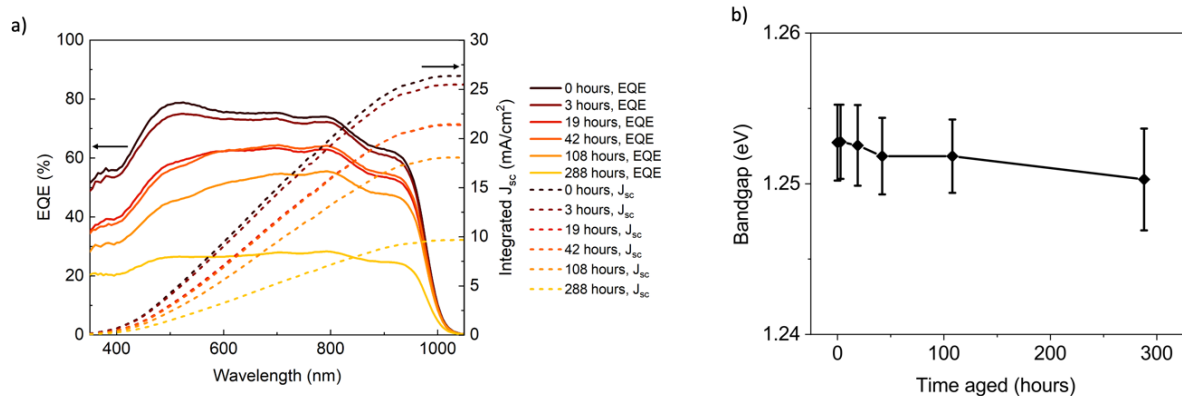 a)
100
80
60
40
20
0
EQE (%)
400
600
800
1000
Wavelength (nm)
30
25
20
15
10
5
0
Integrated Jsc (mA/cm2)
0 hours, EQE
3 hours, EQE
19 hours, EQE
42 hours, EQE
108 hours, EQE
288 hours, EQE
0 hours, Jsc
3 hours, Jsc
19 hours, Jsc
42 hours, Jsc
108 hours, Jsc
288 hours, Jsc
b)
1.26
1.25
1.24
Bandgap (eV)
0
100
200
300
Time aged (hours)